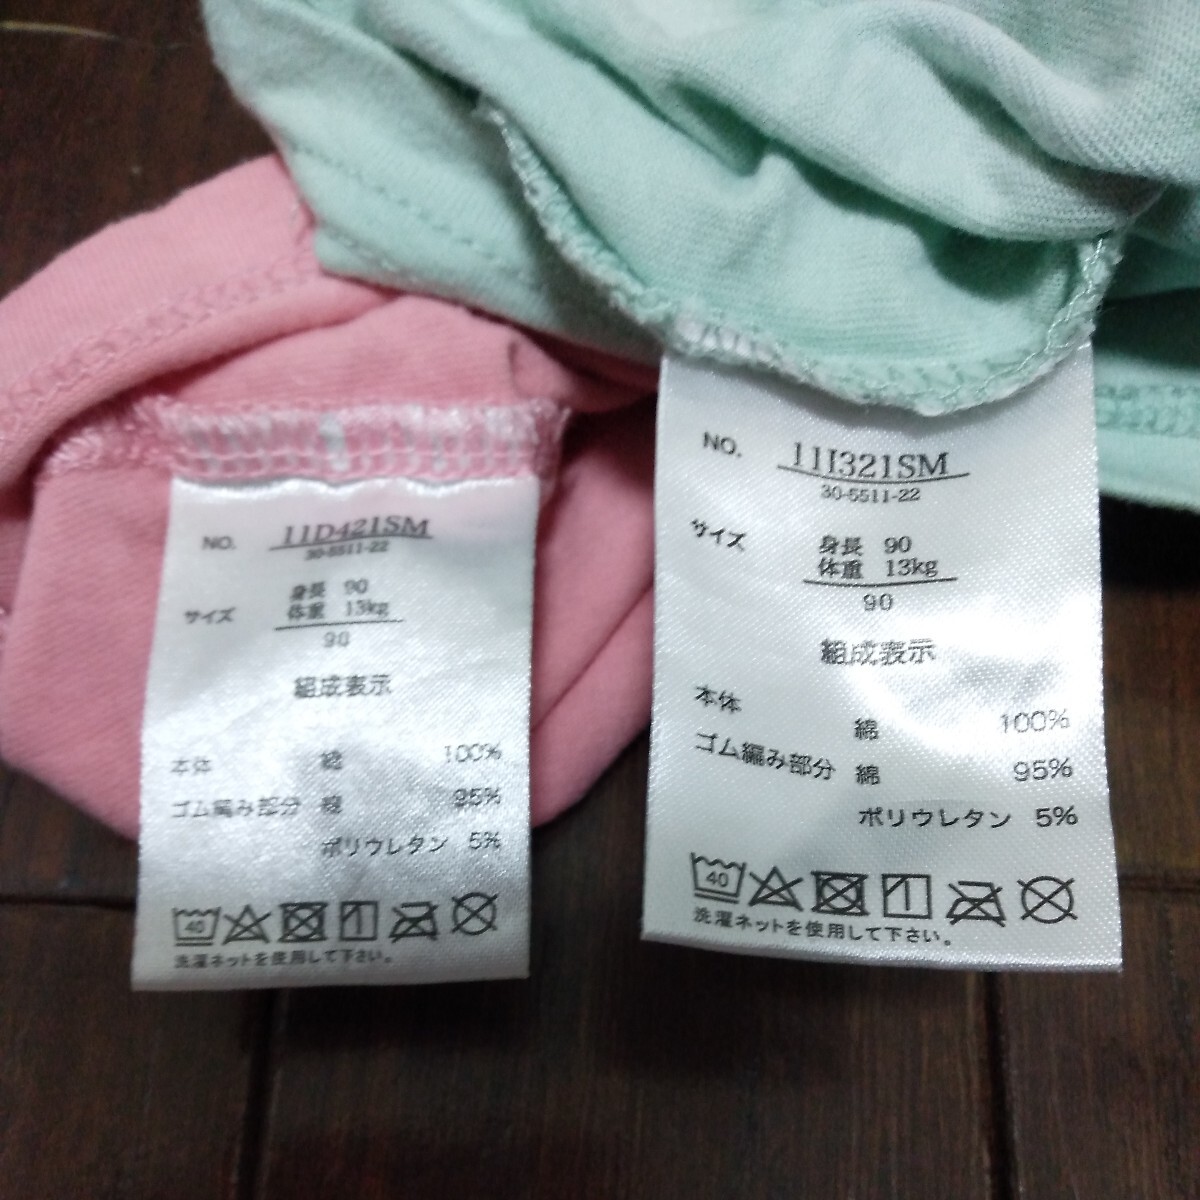 NO. 11D421SM
30-5511-22
身長 90
サイズ 体重 13kg
90
組成表示
本体 綿 100%
ゴム編み部分 綿 95%
ポリウレタン 5%
40
洗濯ネットを使用して下さい。
NO. 11I321SM
30-5511-22
サイズ 身長 90
体重 13kg
90
組成表示
本体 綿 100%
ゴム編み部分 綿 95%
ポリウレタン 5%
40
洗濯ネットを使用して下さい。